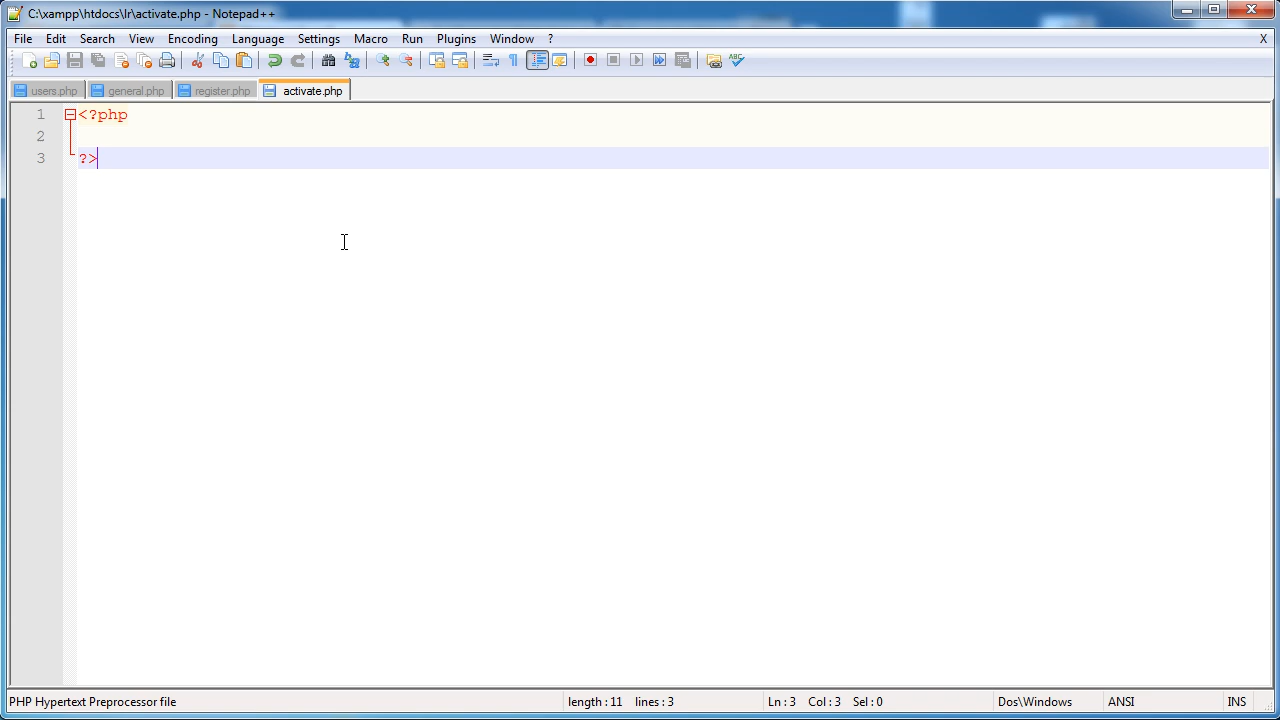 C:\xampp\htdocs\lr\activate.php - Notepad++
File Edit Search View Encoding Language Settings Macro Run Plugins Window ? X
users.php general.php register.php activate.php
1 <?php
2
3 ?>
PHP Hypertext Preprocessor file length : 11 lines : 3 Ln : 3 Col : 3 Sel : 0 Dos\Windows ANSI INS